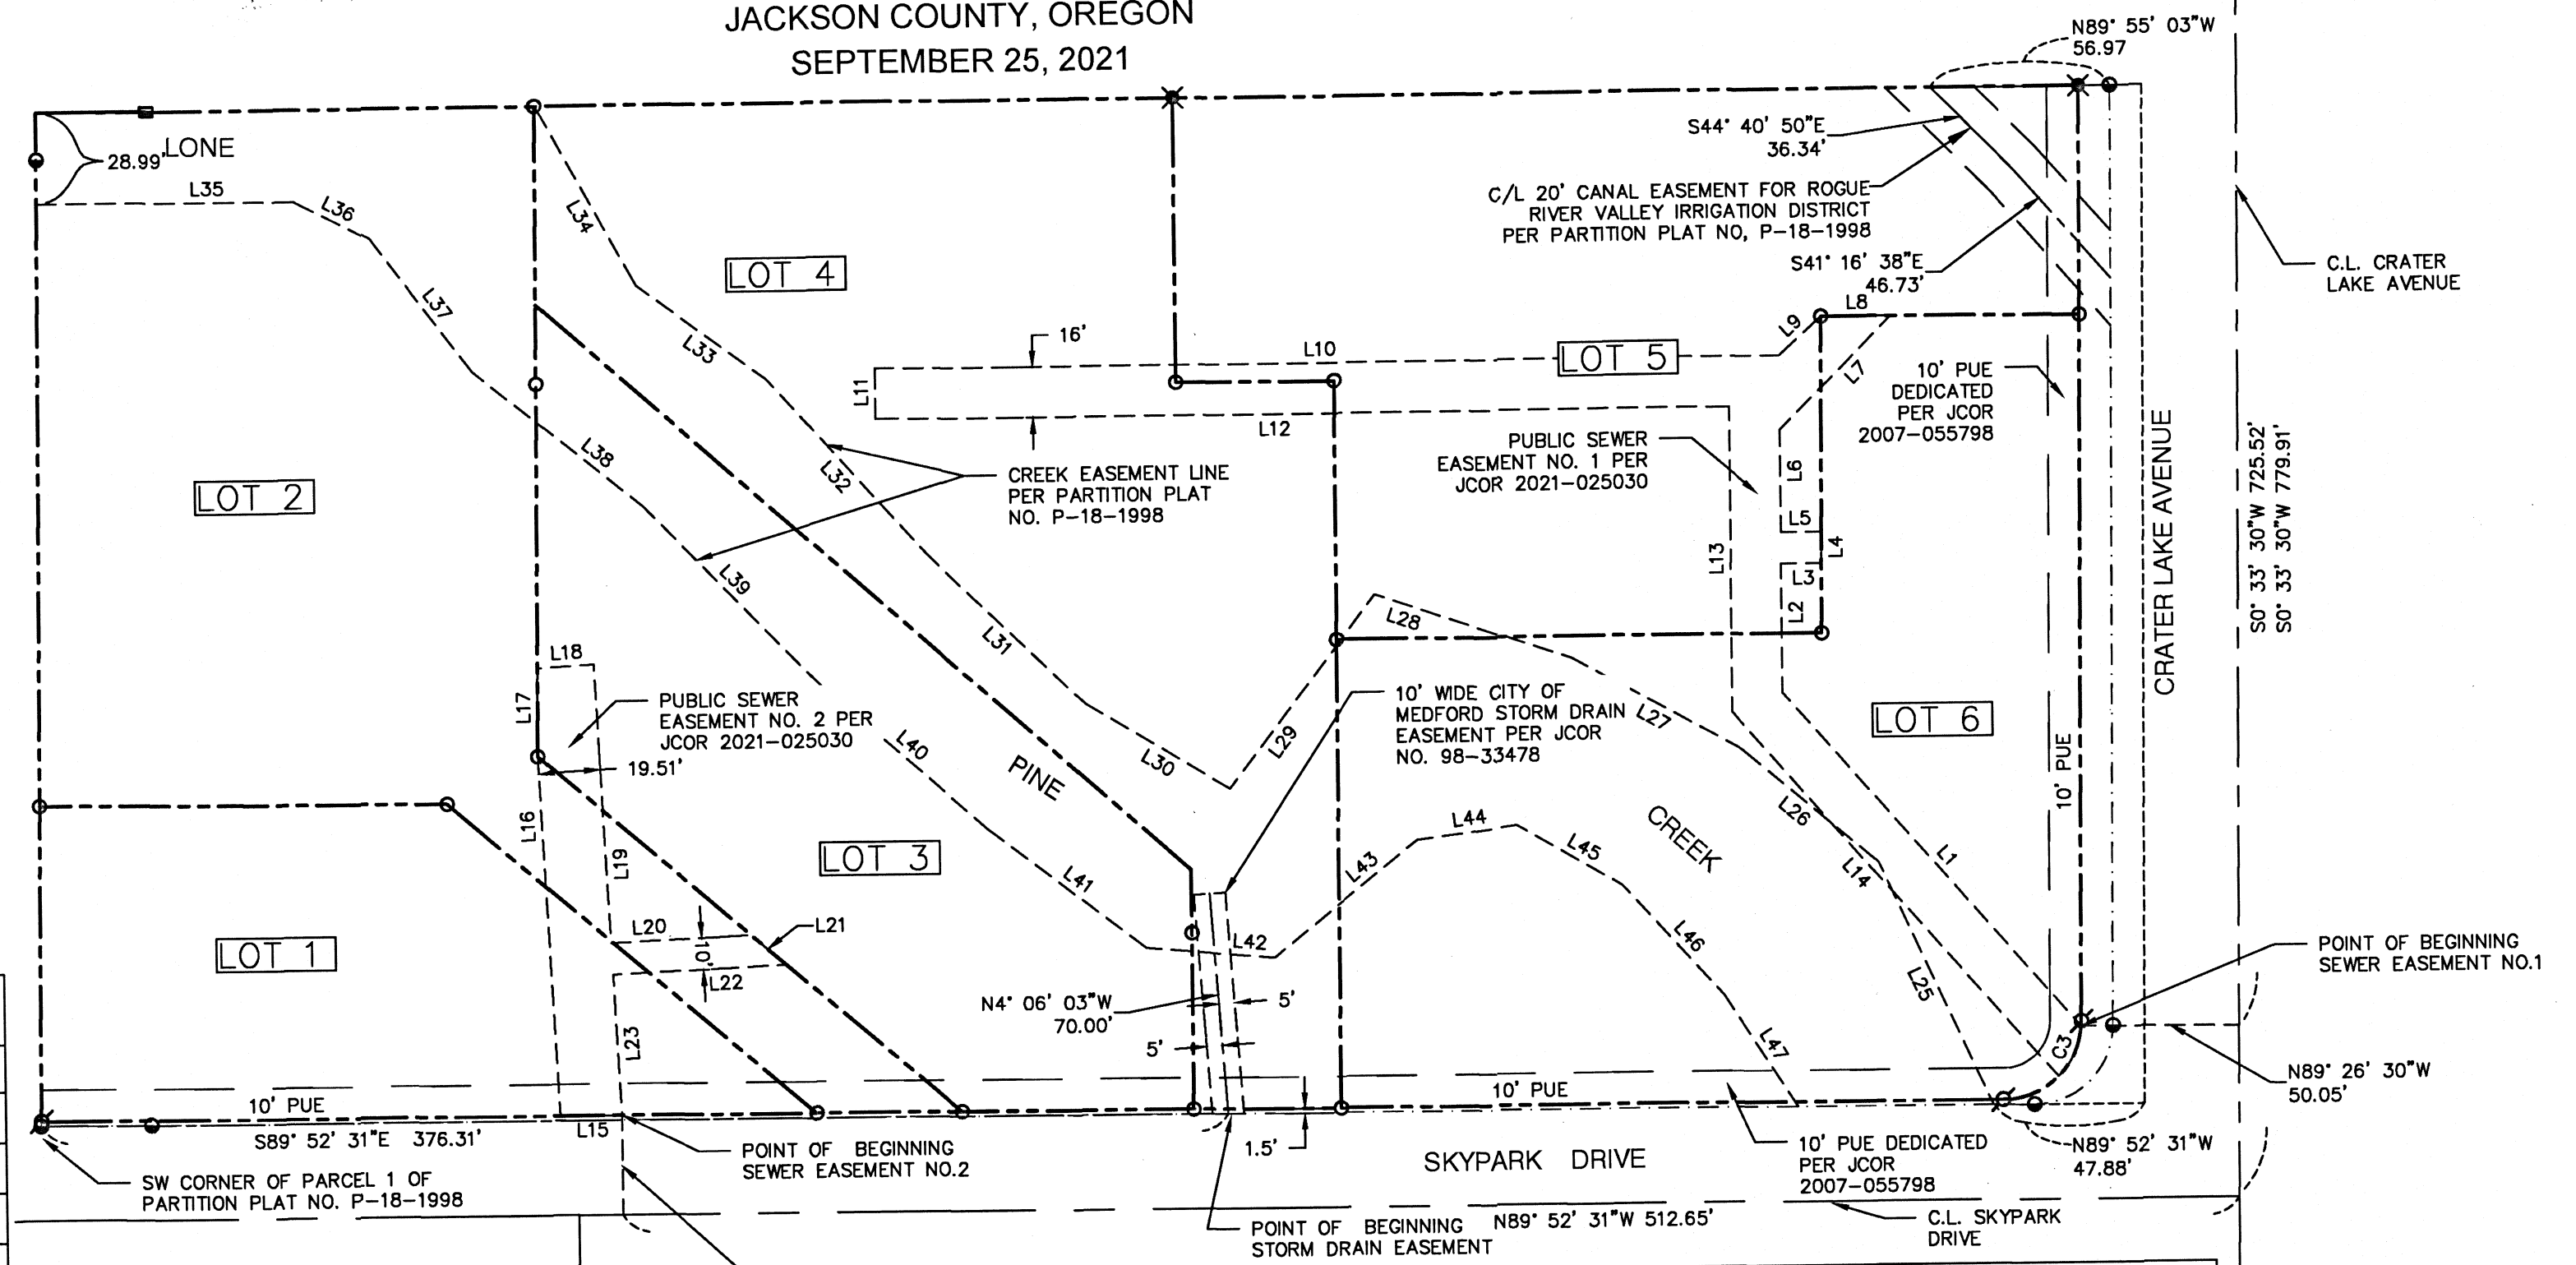 JACKSON COUNTY, OREGON
SEPTEMBER 25, 2021
N89° 55' 03"W
56.97
28.99'
LONE
L35
L36
L37
L34
L33
LOT 4
S44° 40' 50"E
36.34'
C/L 20' CANAL EASEMENT FOR ROGUE
RIVER VALLEY IRRIGATION DISTRICT
PER PARTITION PLAT NO, P-18-1998
S41° 16' 38"E
46.73'
C.L. CRATER
LAKE AVENUE
L8
L9
L7
16'
L10
LOT 5
L11
L12
10' PUE
DEDICATED
PER JCOR
2007-055798
PUBLIC SEWER
EASEMENT NO. 1 PER
JCOR 2021-025030
CREEK EASEMENT LINE
PER PARTITION PLAT
NO. P-18-1998
LOT 2
L38
L32
L39
L31
L6
L5
L4
L3
L2
L13
CRATER LAKE AVENUE
S0° 33' 30"W 725.52'
S0° 33' 30"W 779.91'
L28
L18
L17
PUBLIC SEWER
EASEMENT NO. 2 PER
JCOR 2021-025030
19.51'
10' WIDE CITY OF
MEDFORD STORM DRAIN
EASEMENT PER JCOR
NO. 98-33478
L27
LOT 6
L40
PINE
L30
L29
10' PUE
L16
L19
LOT 3
L41
L44
L43
L45
CREEK
L26
L14
L1
LOT 1
L20
10'
L21
L22
L23
L42
L46
L25
L47
C3
N4° 06' 03"W
70.00'
5'
5'
POINT OF BEGINNING
SEWER EASEMENT NO.1
N89° 26' 30"W
50.05'
10' PUE
10' PUE
S89° 52' 31"E 376.31'
L15
1.5'
SW CORNER OF PARCEL 1 OF
PARTITION PLAT NO. P-18-1998
POINT OF BEGINNING
SEWER EASEMENT NO.2
SKYPARK DRIVE
10' PUE DEDICATED
PER JCOR
2007-055798
N89° 52' 31"W
47.88'
POINT OF BEGINNING
STORM DRAIN EASEMENT
N89° 52' 31"W 512.65'
C.L. SKYPARK
DRIVE